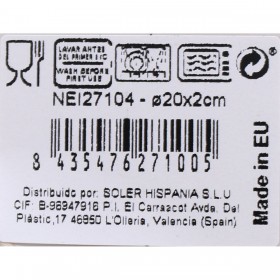 LAVAR ANTES
DEL PRIMER USO
WASH BEFORE
FIRST USE
NEI27104 - ø20x2cm
8 435476 271005
Made in EU
Distribuido por: SOLER HISPANIA S.L.U
CIF: B-96947916 P.I. El Carrascot Avda. Del
Plástic,17 46850 L'Olleria, Valencia (Spain)